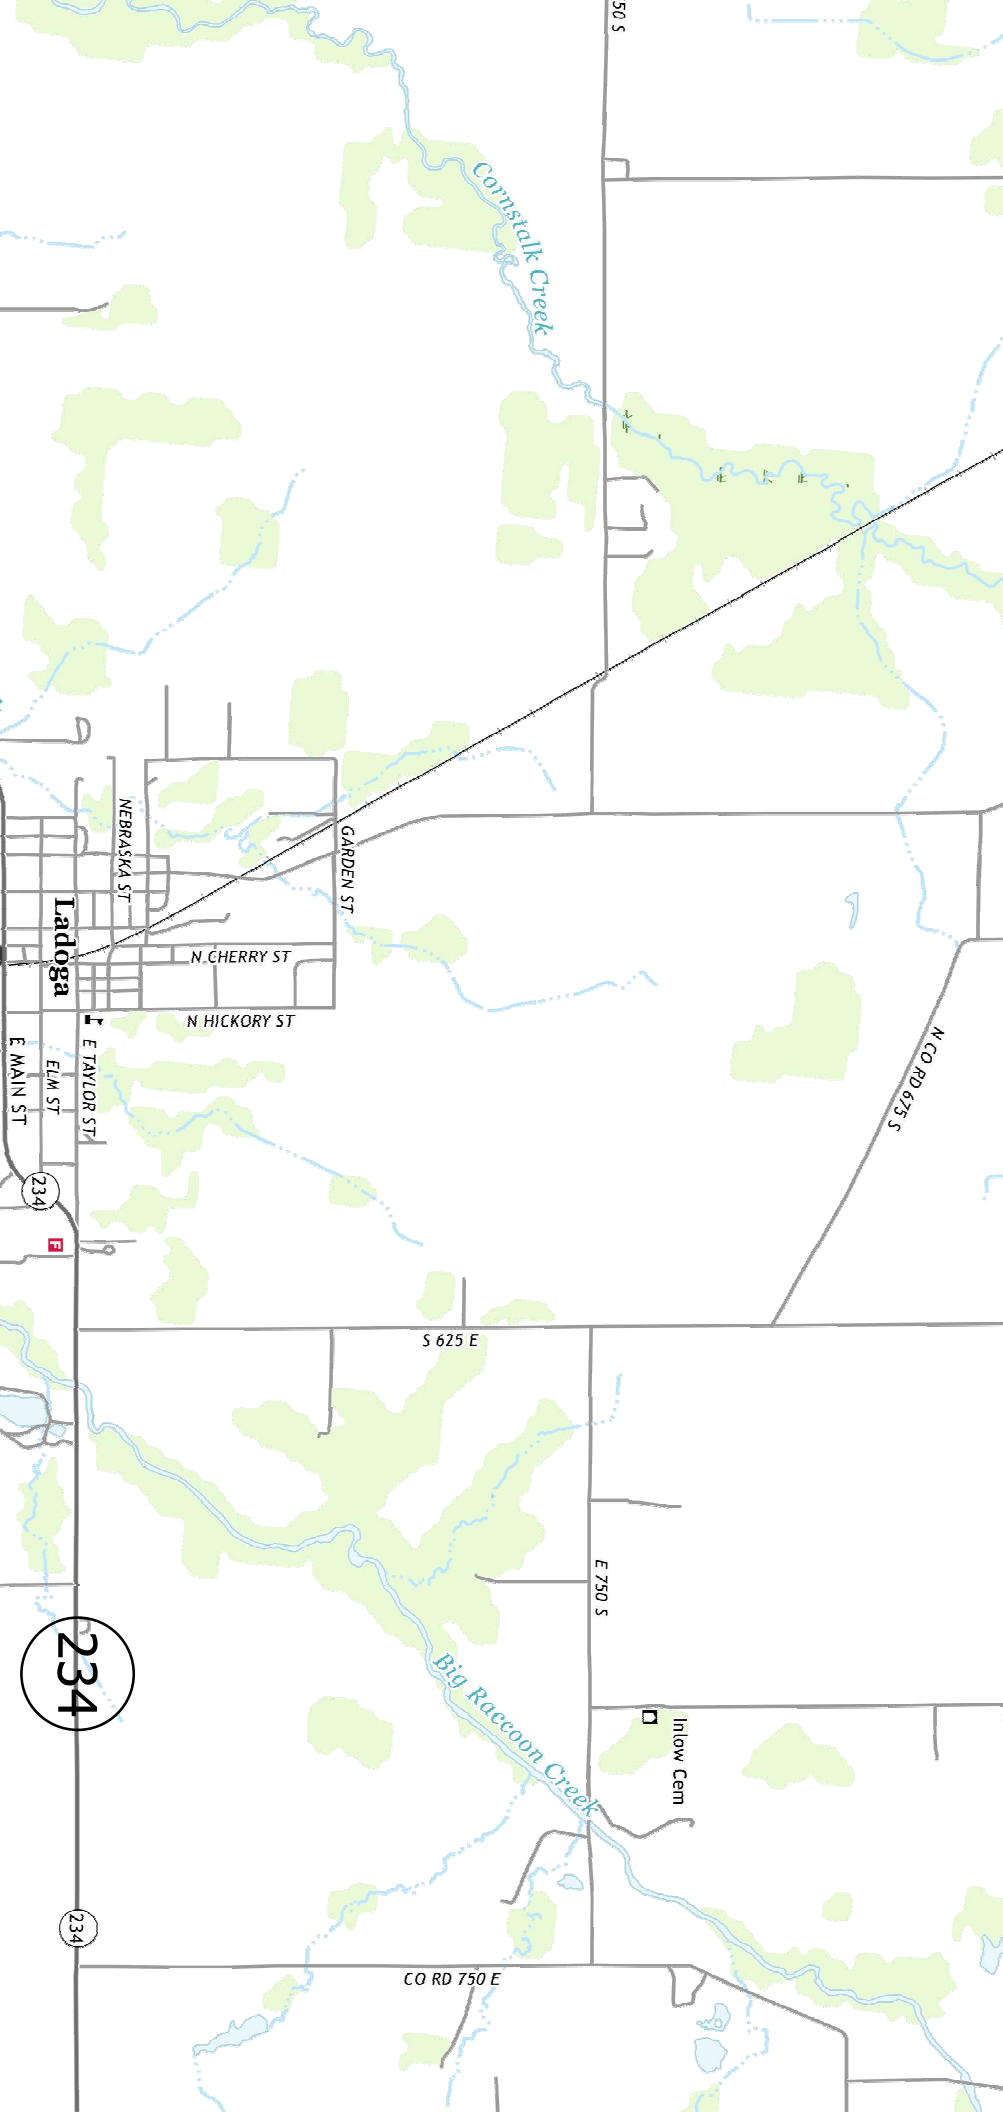 50 S
Cornstalk Creek
NEBRASKA ST
GARDEN ST
Ladoga
N CHERRY ST
N HICKORY ST
E MAIN ST
ELM ST
E TAYLOR ST
N CO RD 675 S
234
F
S 625 E
E 750 S
234
Big Raccoon Creek
Inlow Cem
234
CO RD 750 E